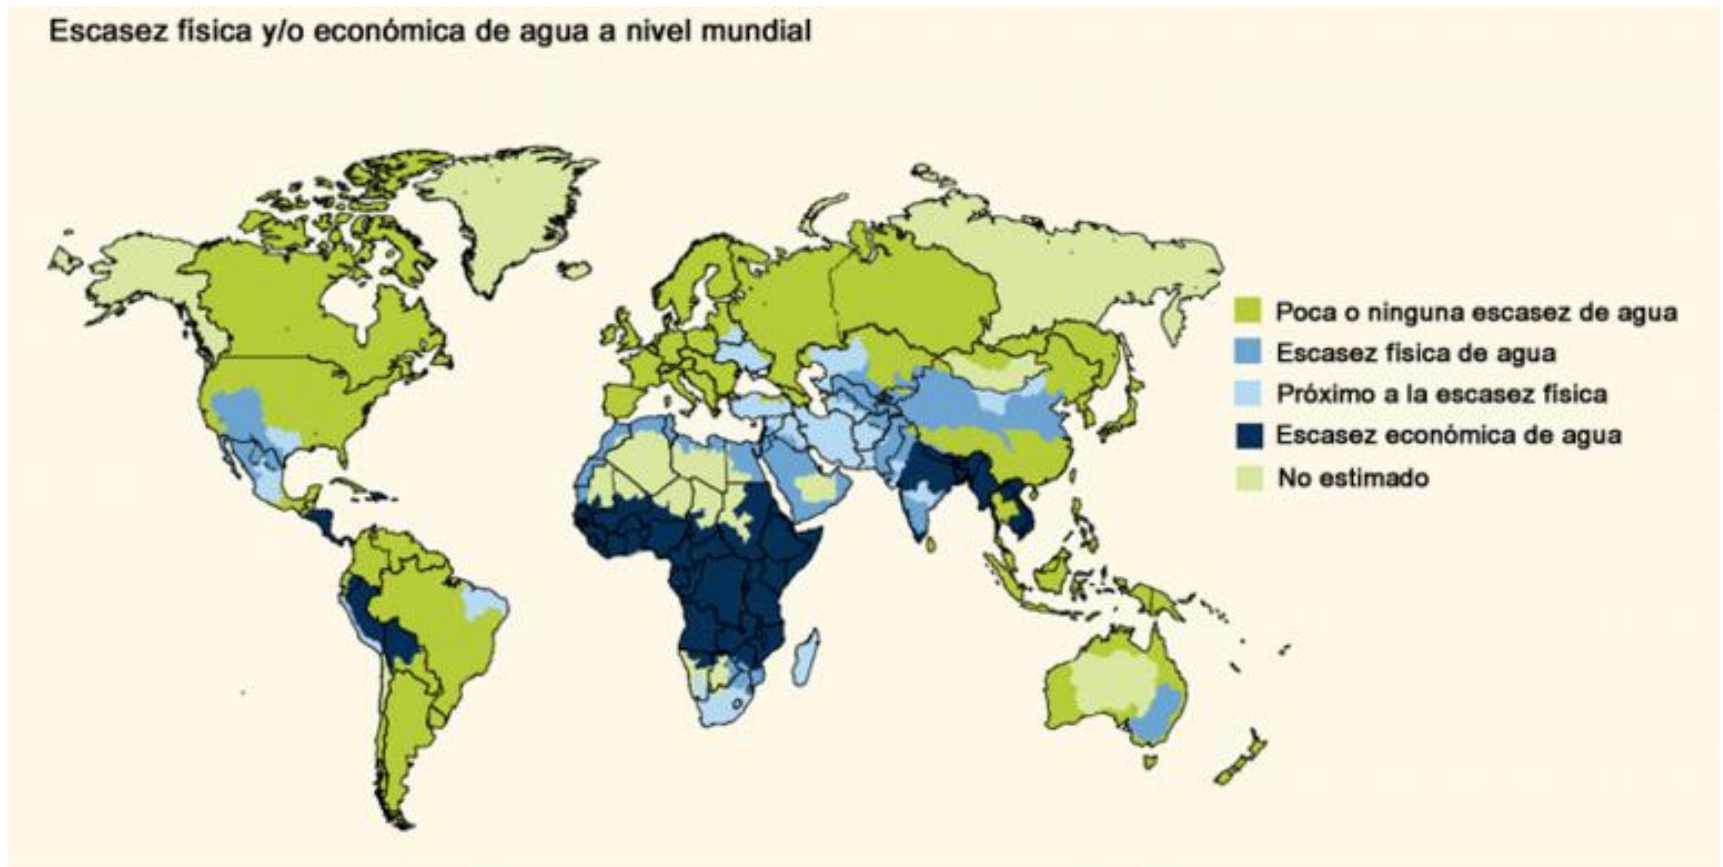 Escasez física y/o económica de agua a nivel mundial
Poca o ninguna escasez de agua
Escasez física de agua
Próximo a la escasez física
Escasez económica de agua
No estimado